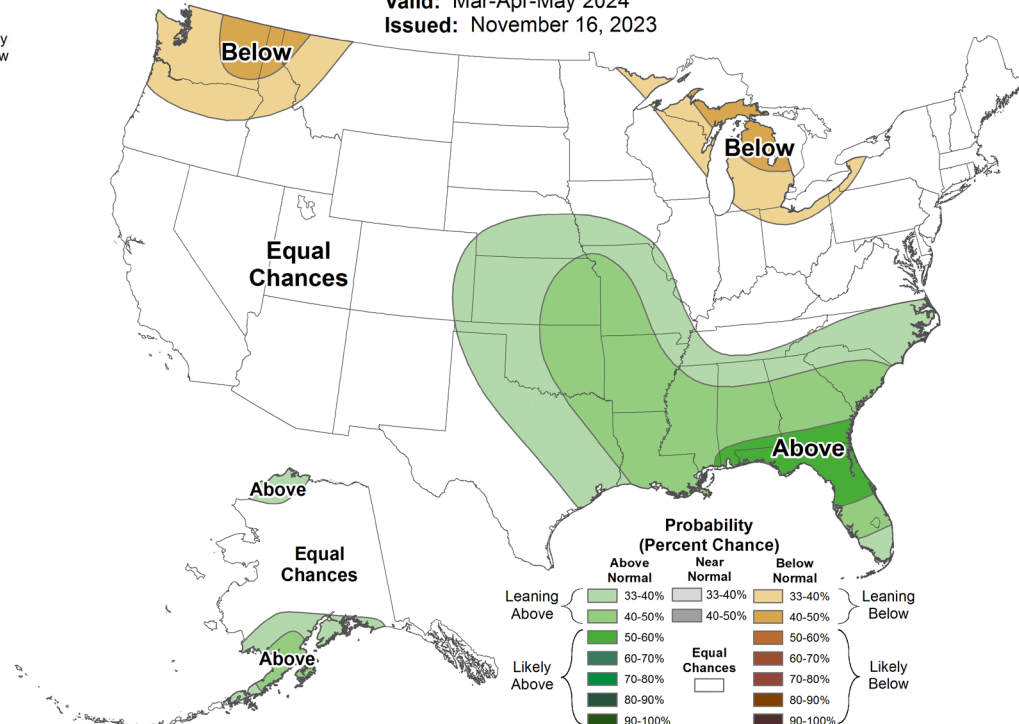 Valid: Mar-Apr-May 2024
Issued: November 16, 2023
y
w
Below
Below
Equal
Chances
Above
Above
Equal
Chances
Above
Probability
(Percent Chance)
Above
Normal
Near
Normal
Below
Normal
Leaning
Above
33-40%
33-40%
33-40%
Leaning
Below
40-50%
40-50%
40-50%
Likely
Above
50-60%
50-60%
Likely
Below
60-70%
Equal
Chances
60-70%
70-80%
70-80%
80-90%
80-90%
90-100%
90-100%